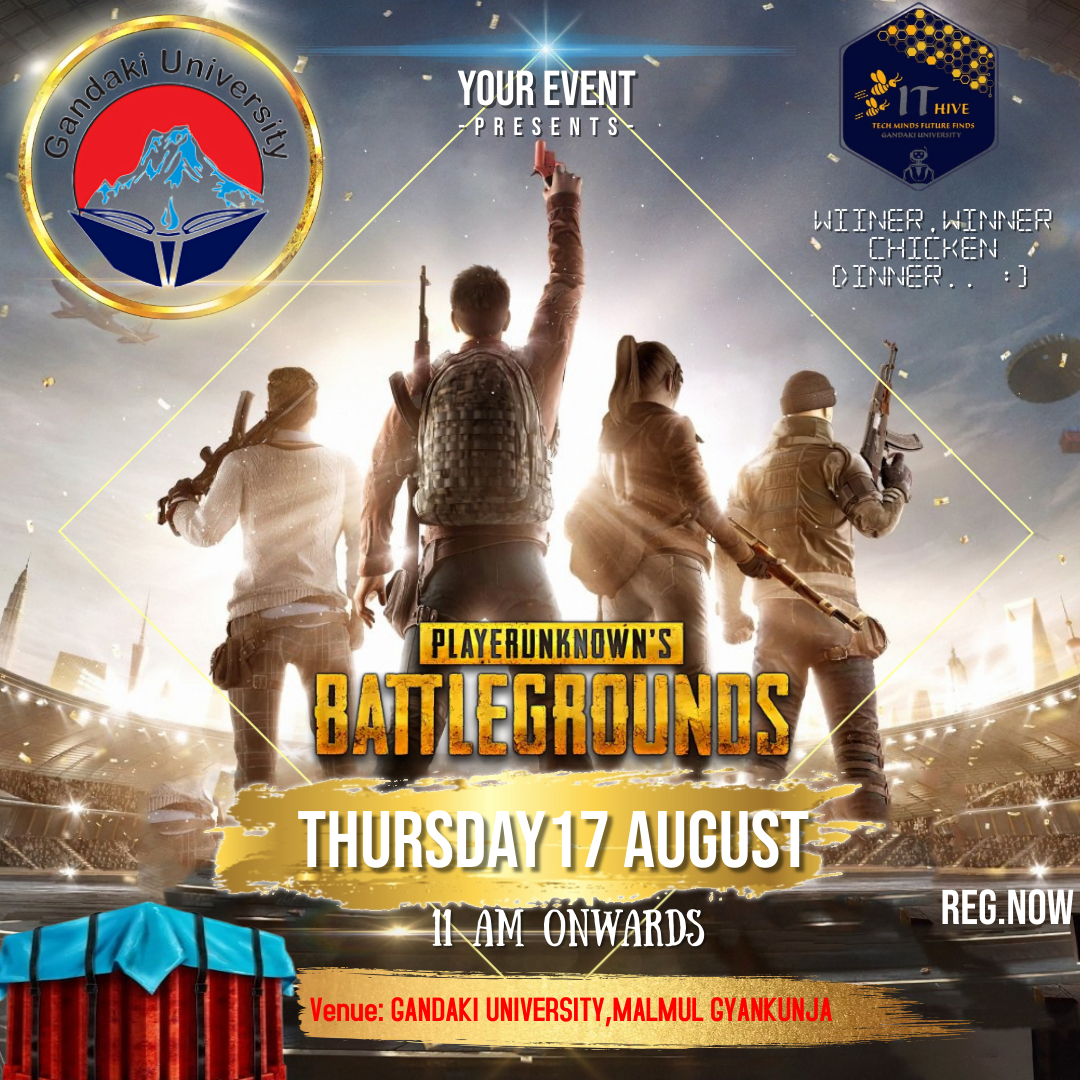 Gandaki University
YOUR EVENT
-PRESENTS-
IT HIVE
TECH MINDS FUTURE FINDS
GANDAKI UNIVERSITY
WIINER,WINNER
CHICKEN
DINNER.. :)
PLAYERUNKNOWN'S
BATTLEGROUNDS
THURSDAY17 AUGUST
11 AM ONWARDS
REG.NOW
Venue: GANDAKI UNIVERSITY,MALMUL GYANKUNJA